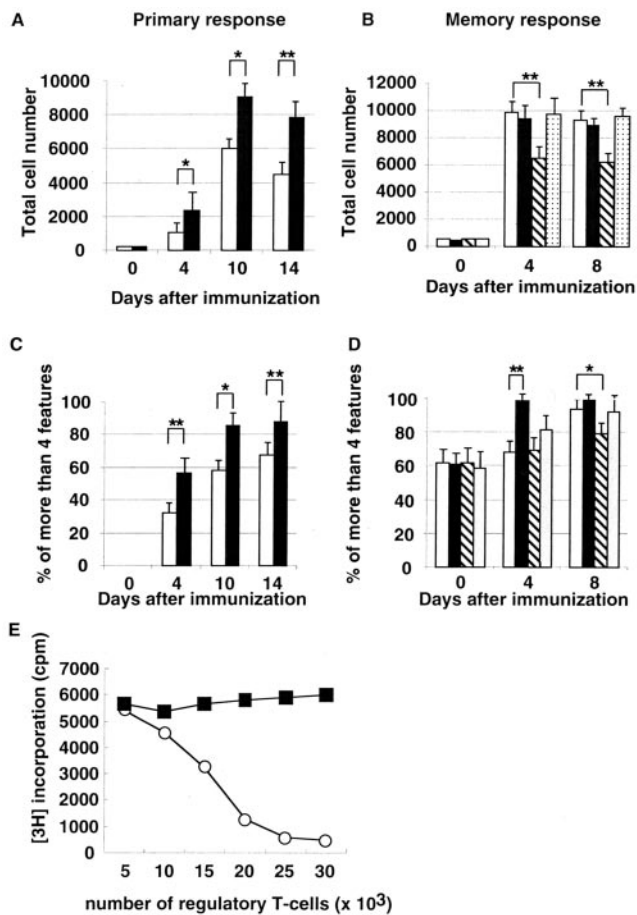 A
Primary response
Total cell number
10000
8000
6000
4000
2000
0
*
*
**
0 4 10 14
Days after immunization
B
Memory response
Total cell number
12000
10000
8000
6000
4000
2000
0
**
**
0 4 8
Days after immunization
C
% of more than 4 features
100
80
60
40
20
0
**
*
**
0 4 10 14
Days after immunization
D
% of more than 4 features
100
80
60
40
20
0
**
*
0 4 8
Days after immunization
E
[3H] incorporation (cpm)
7000
6000
5000
4000
3000
2000
1000
0
5 10 15 20 25 30
number of regulatory T-cells (x 10³)